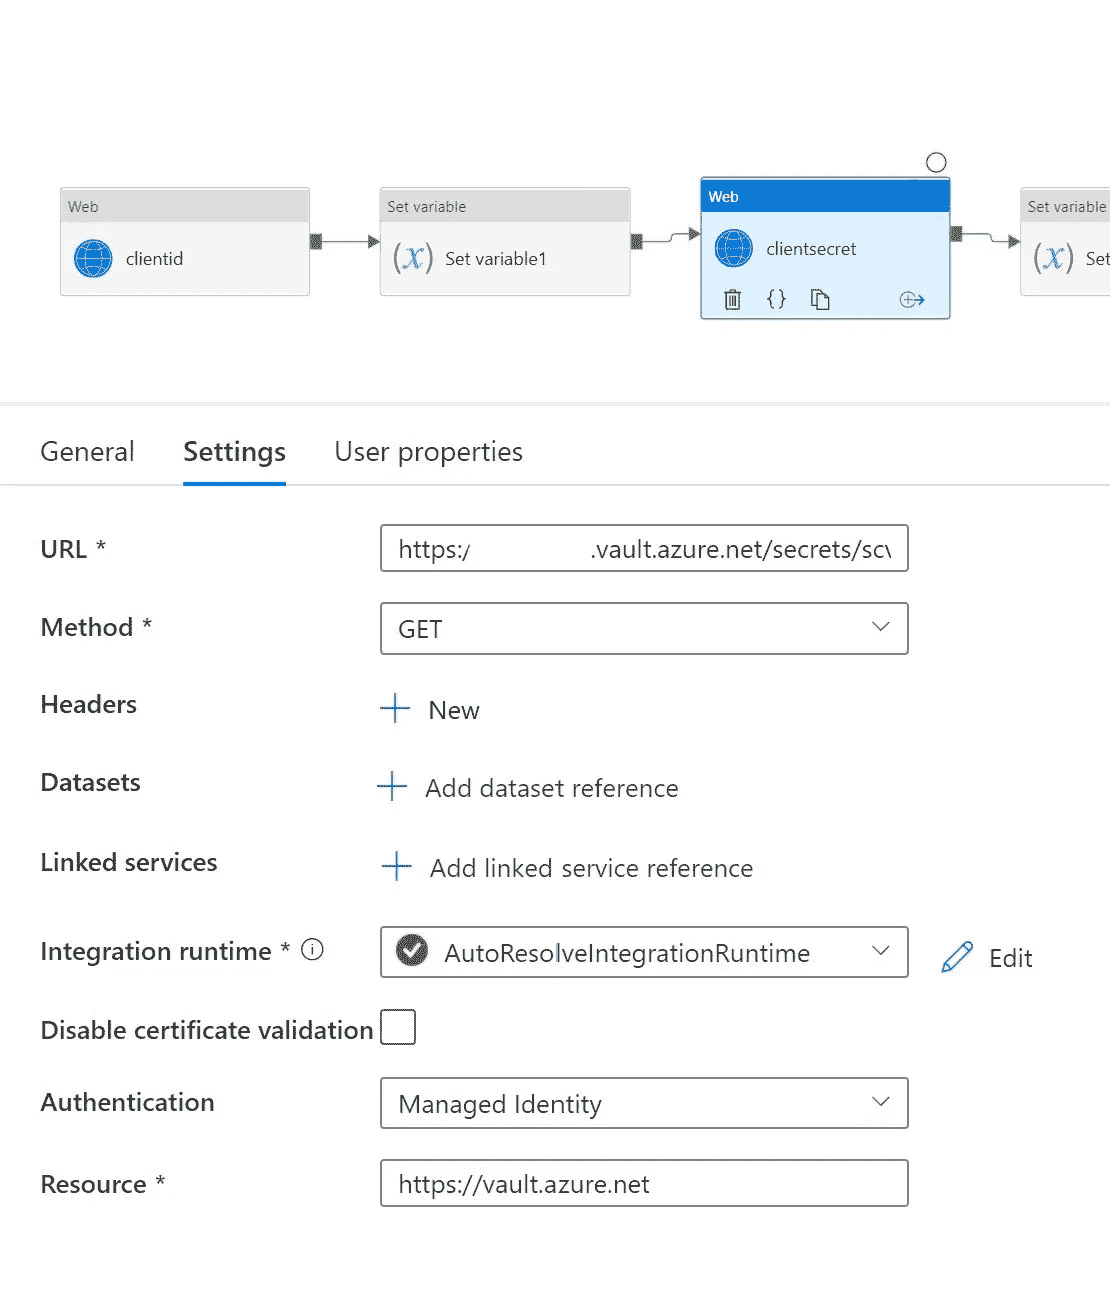 Web
clientid
Set variable
(x) Set variable1
Web
clientsecret
{}
Set variable
(x) Set
General Settings User properties
URL *
https:/ .vault.azure.net/secrets/scv
Method *
GET
Headers
New
Datasets
Add dataset reference
Linked services
Add linked service reference
Integration runtime *
AutoResolveIntegrationRuntime
Edit
Disable certificate validation
Authentication
Managed Identity
Resource *
https://vault.azure.net